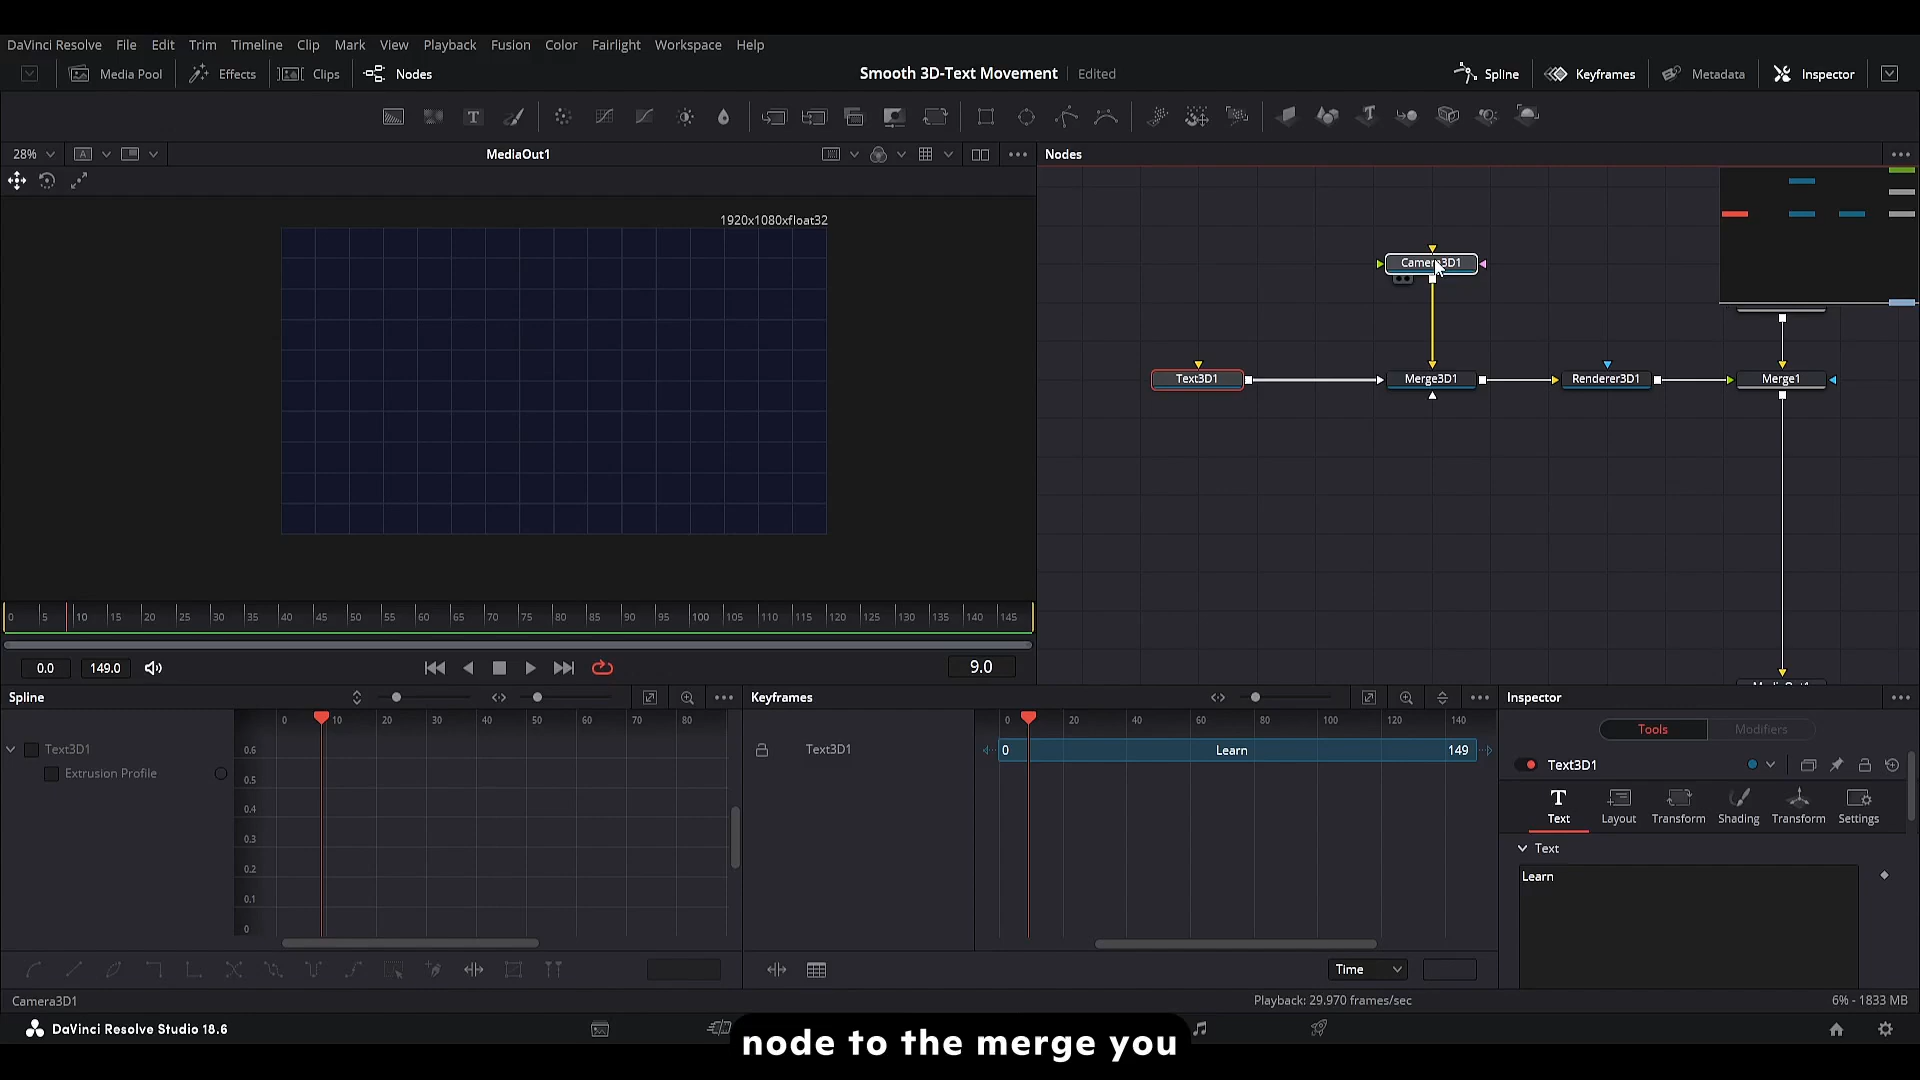 DaVinci Resolve File Edit Trim Timeline Clip Mark View Playback Fusion Color Fairlight Workspace Help
Media Pool Effects Clips Nodes Smooth 3D-Text Movement Edited Spline Keyframes Metadata Inspector
T T
28% A MediaOut1 Nodes
1920x1080xfloat32
Camera3D1
Text3D1 Merge3D1 Renderer3D1 Merge1
0 5 10 15 20 25 30 35 40 45 50 55 60 65 70 75 80 85 90 95 100 105 110 115 120 125 130 135 140 145
0.0 149.0 9.0
MediaOut1
Spline Keyframes Inspector
0 10 20 30 40 50 60 70 80 0 20 40 60 80 100 120 140
Tools Modifiers
Text3D1 0.6 Text3D1 0 Learn 149
Text3D1
Extrusion Profile 0.5
0.4
0.3
0.2
0.1
0
T
Text Layout Transform Shading Transform Settings
Text
Learn
Time
Camera3D1 Playback: 29.970 frames/sec 6% - 1833 MB
DaVinci Resolve Studio 18.6
node to the merge you